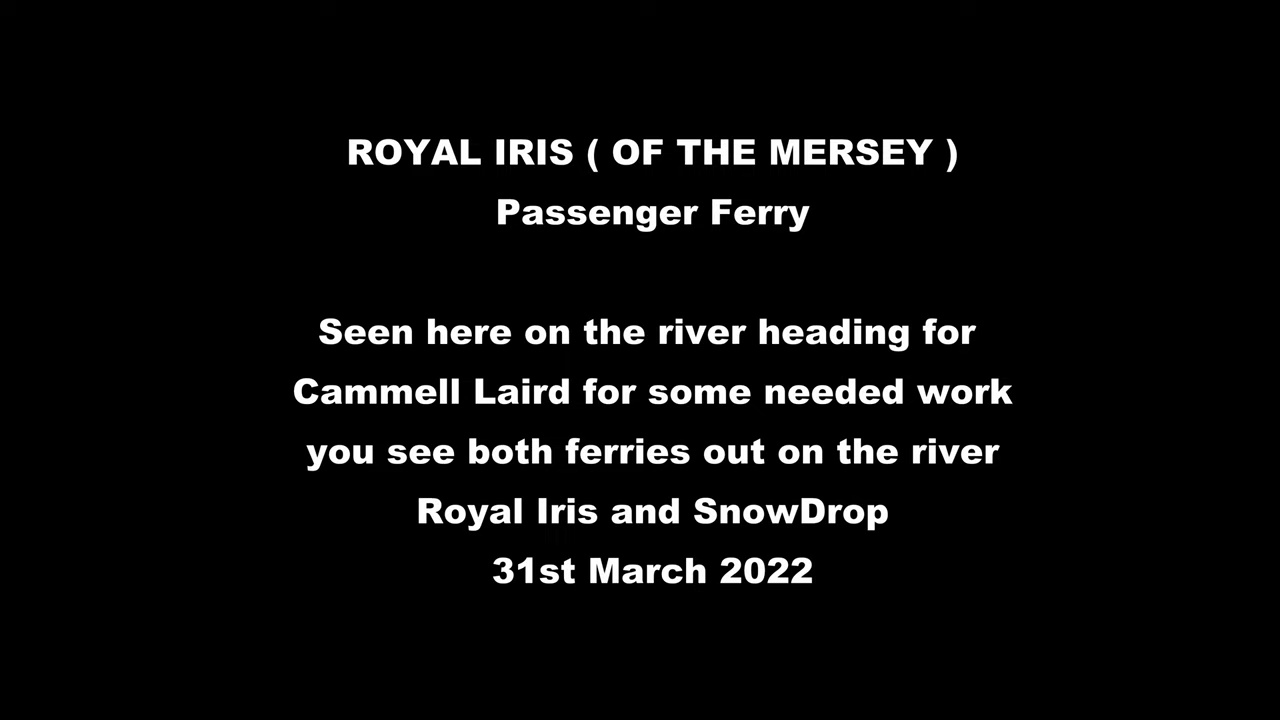 ROYAL IRIS ( OF THE MERSEY )
Passenger Ferry
Seen here on the river heading for
Cammell Laird for some needed work
you see both ferries out on the river
Royal Iris and SnowDrop
31st March 2022